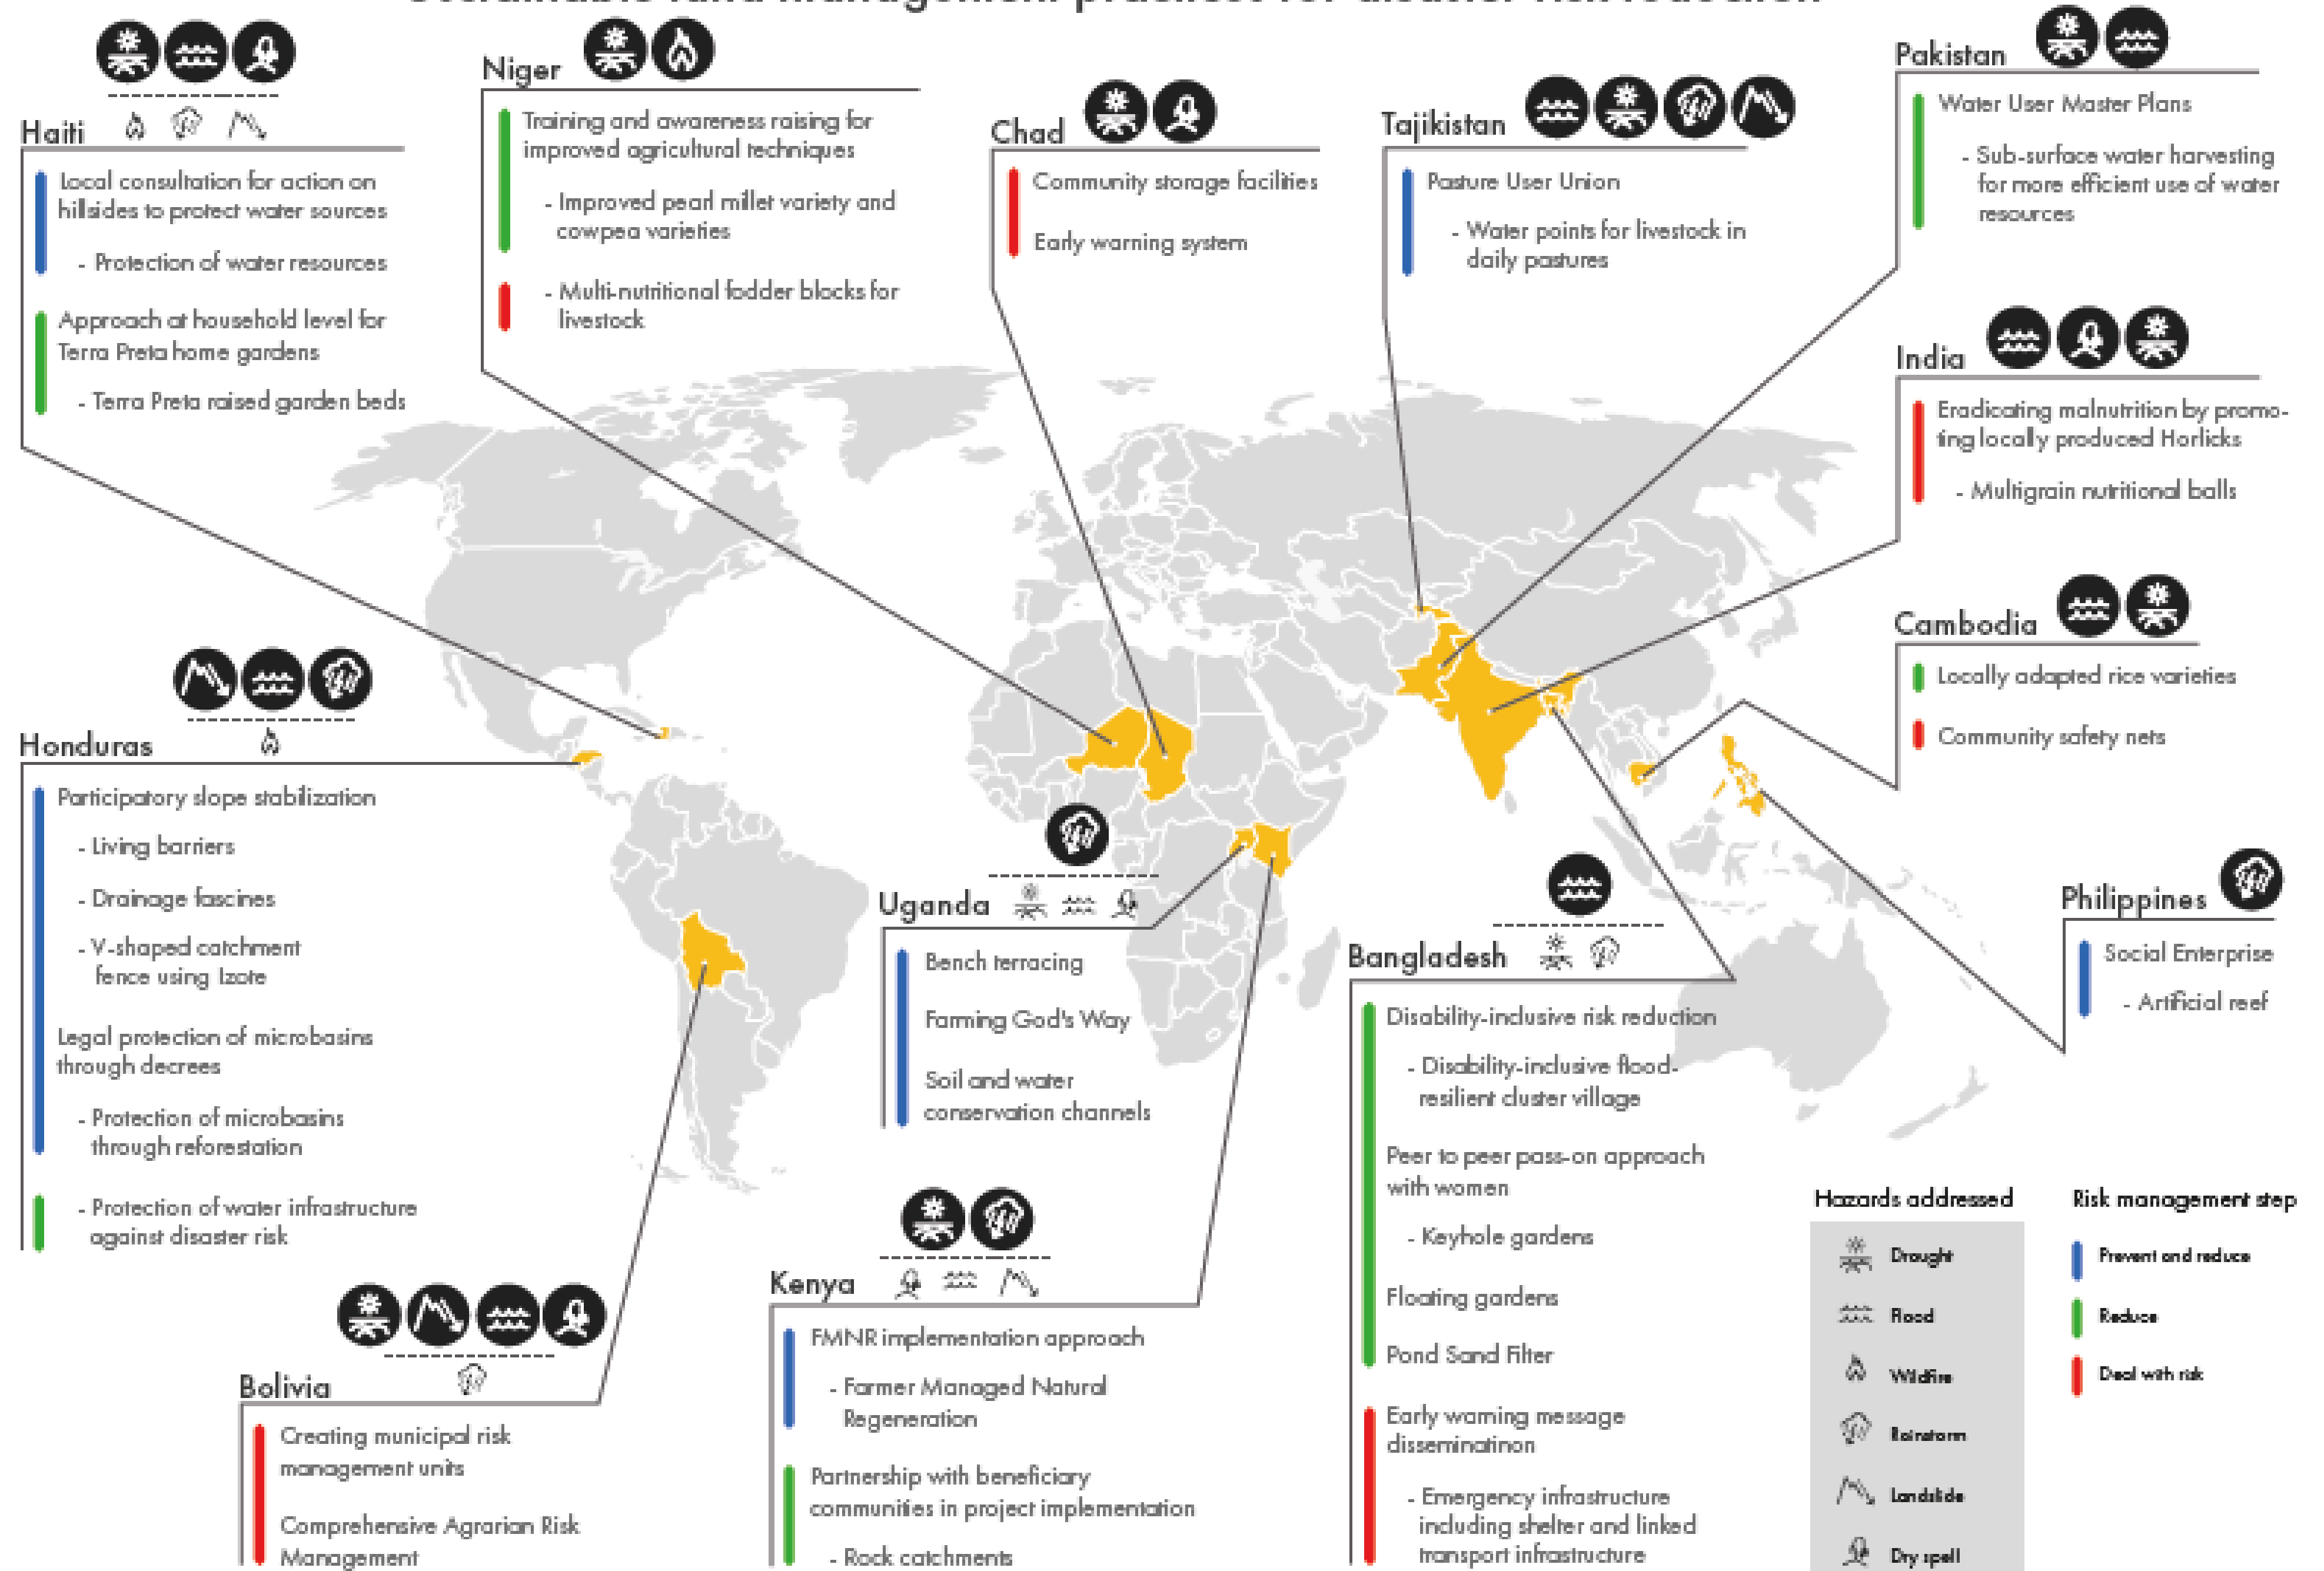 Sustainable land management practices for disaster risk reduction
Haiti
Local consultation for action on
hillsides to protect water sources
- Protection of water resources
Approach at household level for
Terra Preta home gardens
- Terra Preta raised garden beds
Niger
Training and awareness raising for
improved agricultural techniques
- Improved pearl millet variety and
cowpea varieties
- Multi-nutritional fodder blocks for
livestock
Chad
Community storage facilities
Early warning system
Tajikistan
Pasture User Union
- Water points for livestock in
daily pastures
Pakistan
Water User Master Plans
- Sub-surface water harvesting
for more efficient use of water
resources
India
Eradicating malnutrition by promo-
ting locally produced Horlicks
- Multigrain nutritional balls
Cambodia
Locally adapted rice varieties
Community safety nets
Honduras
Participatory slope stabilization
- Living barriers
- Drainage fascines
- V-shaped catchment
fence using Izote
Legal protection of microbasins
through decrees
- Protection of microbasins
through reforestation
- Protection of water infrastructure
against disaster risk
Uganda
Bench terracing
Farming God's Way
Soil and water
conservation channels
Bangladesh
Disability-inclusive risk reduction
- Disability-inclusive flood-
resilient cluster village
Peer to peer pass-on approach
with women
- Keyhole gardens
Floating gardens
Pond Sand Filter
Early warning message
disseminatinon
- Emergency infrastructure
including shelter and linked
transport infrastructure
Philippines
Social Enterprise
- Artificial reef
Bolivia
Creating municipal risk
management units
Comprehensive Agrarian Risk
Management
Kenya
FMNR implementation approach
- Farmer Managed Natural
Regeneration
Partnership with beneficiary
communities in project implementation
- Rock catchments
Hazards addressed
Drought
Flood
Wildfire
Rainstorm
Landslide
Dry spell
Risk management step
Prevent and reduce
Reduce
Deal with risk